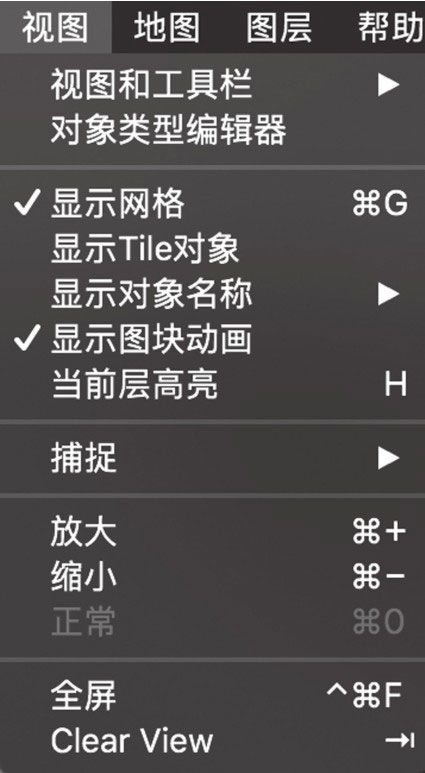 视图 地图 图层 帮助
视图和工具栏 ▶
对象类型编辑器
✓ 显示网格 ⌘G
显示Tile对象
显示对象名称 ▶
✓ 显示图块动画
当前层高亮 H
捕捉 ▶
放大 ⌘+
缩小 ⌘−
正常 ⌘0
全屏 ^⌘F
Clear View ⇥